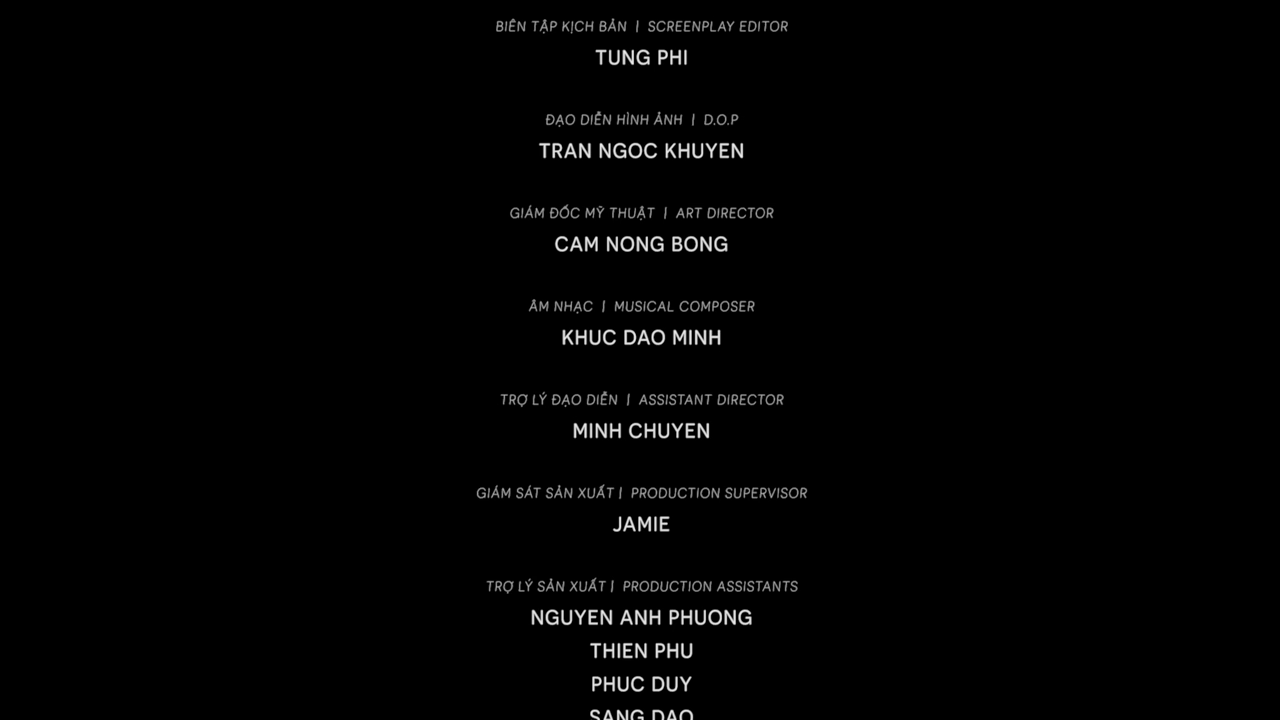 BIÊN TẬP KỊCH BẢN | SCREENPLAY EDITOR
TUNG PHI
ĐẠO DIỄN HÌNH ẢNH | D.O.P
TRAN NGOC KHUYEN
GIÁM ĐỐC MỸ THUẬT | ART DIRECTOR
CAM NONG BONG
ÂM NHẠC | MUSICAL COMPOSER
KHUC DAO MINH
TRỢ LÝ ĐẠO DIỄN | ASSISTANT DIRECTOR
MINH CHUYEN
GIÁM SÁT SẢN XUẤT | PRODUCTION SUPERVISOR
JAMIE
TRỢ LÝ SẢN XUẤT | PRODUCTION ASSISTANTS
NGUYEN ANH PHUONG
THIEN PHU
PHUC DUY
SANG DAO